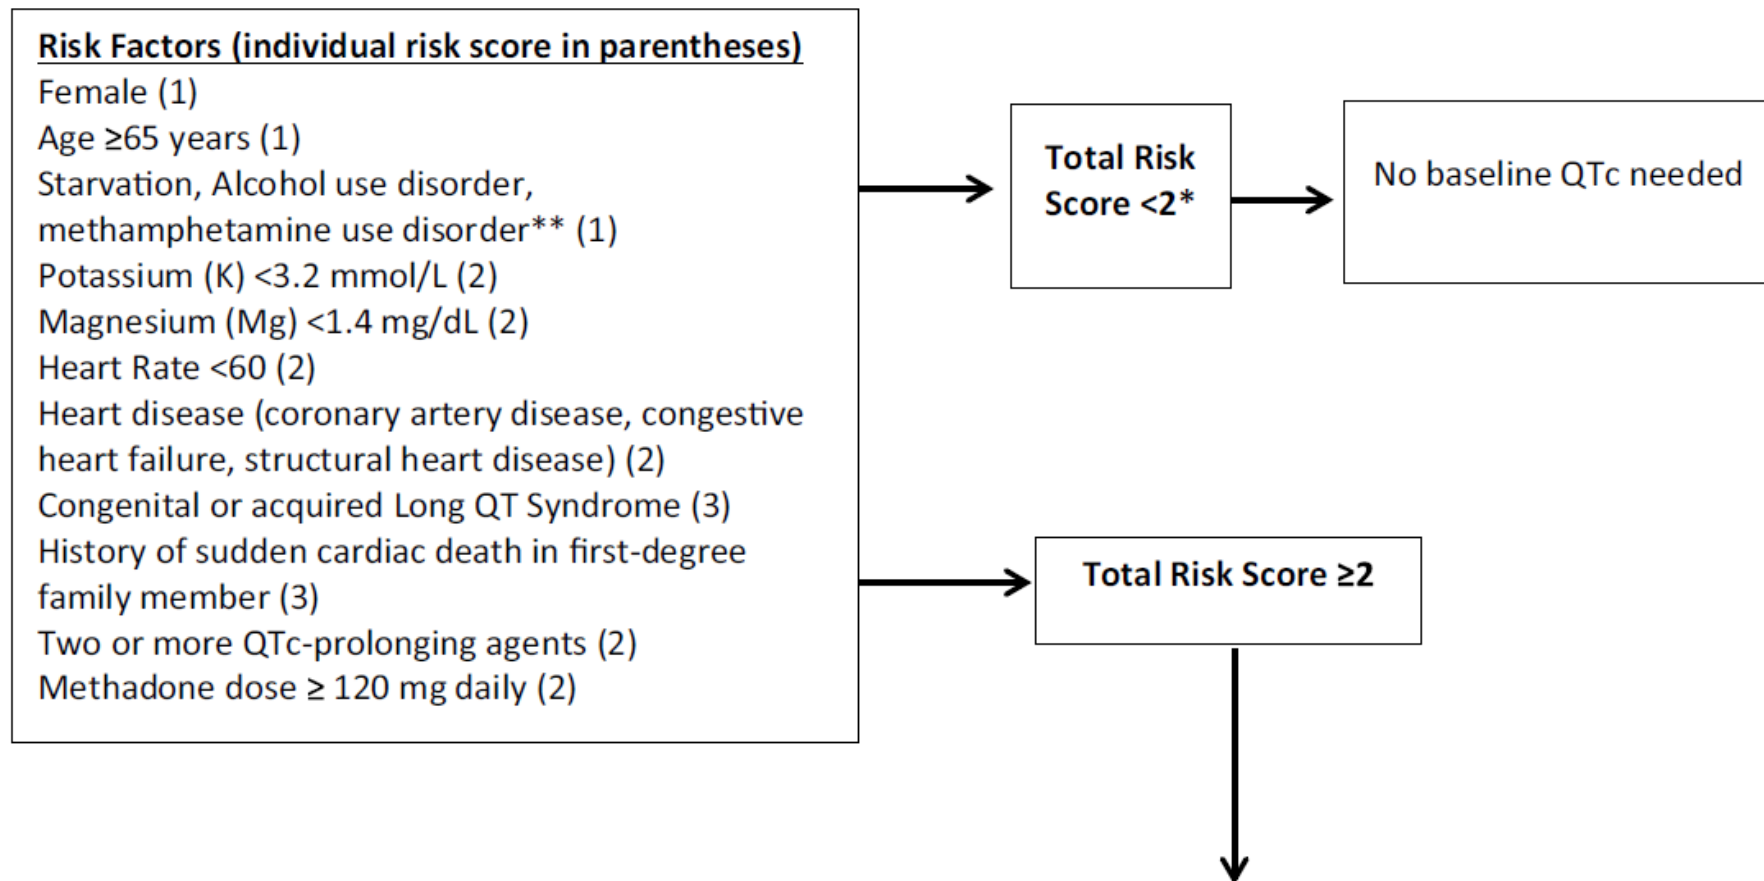 Risk Factors (individual risk score in parentheses)
Female (1)
Age ≥65 years (1)
Starvation, Alcohol use disorder,
methamphetamine use disorder** (1)
Potassium (K) <3.2 mmol/L (2)
Magnesium (Mg) <1.4 mg/dL (2)
Heart Rate <60 (2)
Heart disease (coronary artery disease, congestive
heart failure, structural heart disease) (2)
Congenital or acquired Long QT Syndrome (3)
History of sudden cardiac death in first-degree
family member (3)
Two or more QTc-prolonging agents (2)
Methadone dose ≥ 120 mg daily (2)
Total Risk
Score <2*
No baseline QTc needed
Total Risk Score ≥2